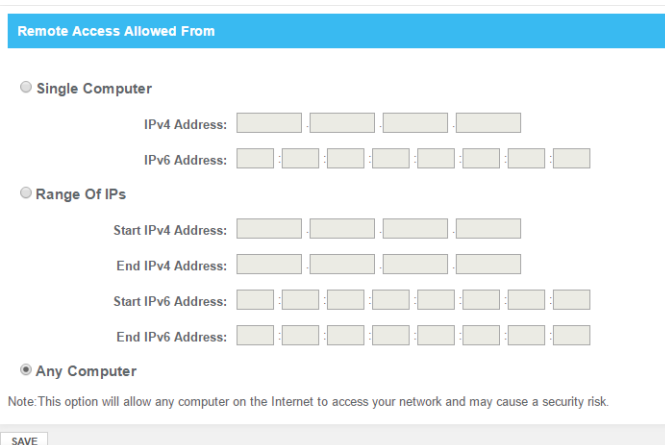 Remote Access Allowed From
Single Computer
IPv4 Address: . . .
IPv6 Address: : : : : : : :
Range Of IPs
Start IPv4 Address: . . .
End IPv4 Address: . . .
Start IPv6 Address: : : : : : : :
End IPv6 Address: : : : : : : :
Any Computer
Note:This option will allow any computer on the Internet to access your network and may cause a security risk.
SAVE